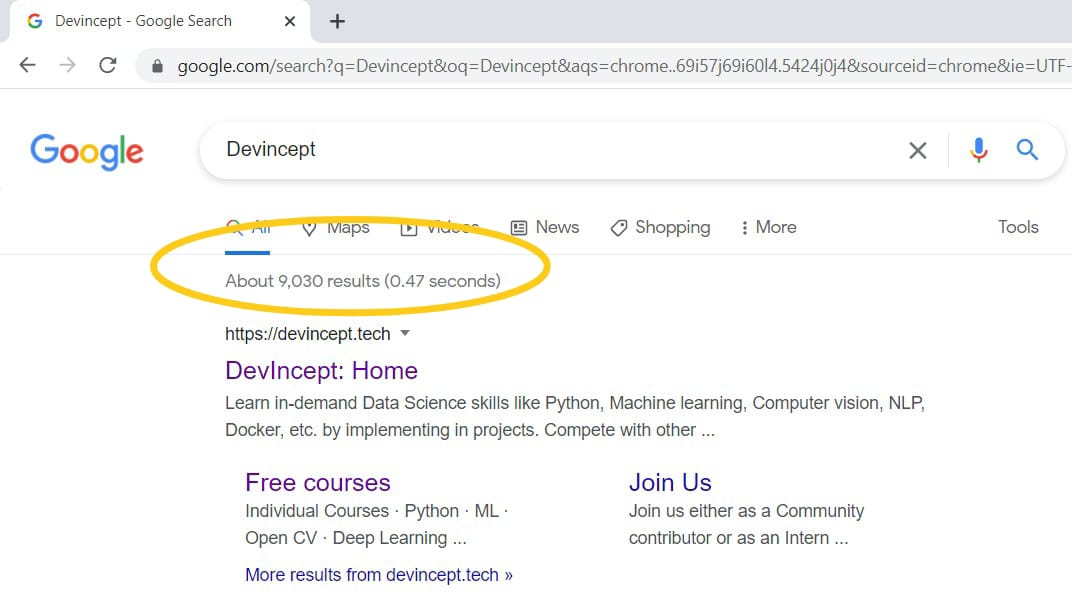 Devincept - Google Search
google.com/search?q=Devincept&oq=Devincept&aqs=chrome..69i57j69i60l4.5424j0j4&sourceid=chrome&ie=UTF-
Google
Devincept
All Maps Videos News Shopping More Tools
About 9,030 results (0.47 seconds)
https://devincept.tech
DevIncept: Home
Learn in-demand Data Science skills like Python, Machine learning, Computer vision, NLP,
Docker, etc. by implementing in projects. Compete with other ...
Free courses
Individual Courses · Python · ML ·
Open CV · Deep Learning ...
Join Us
Join us either as a Community
contributor or as an Intern ...
More results from devincept.tech »